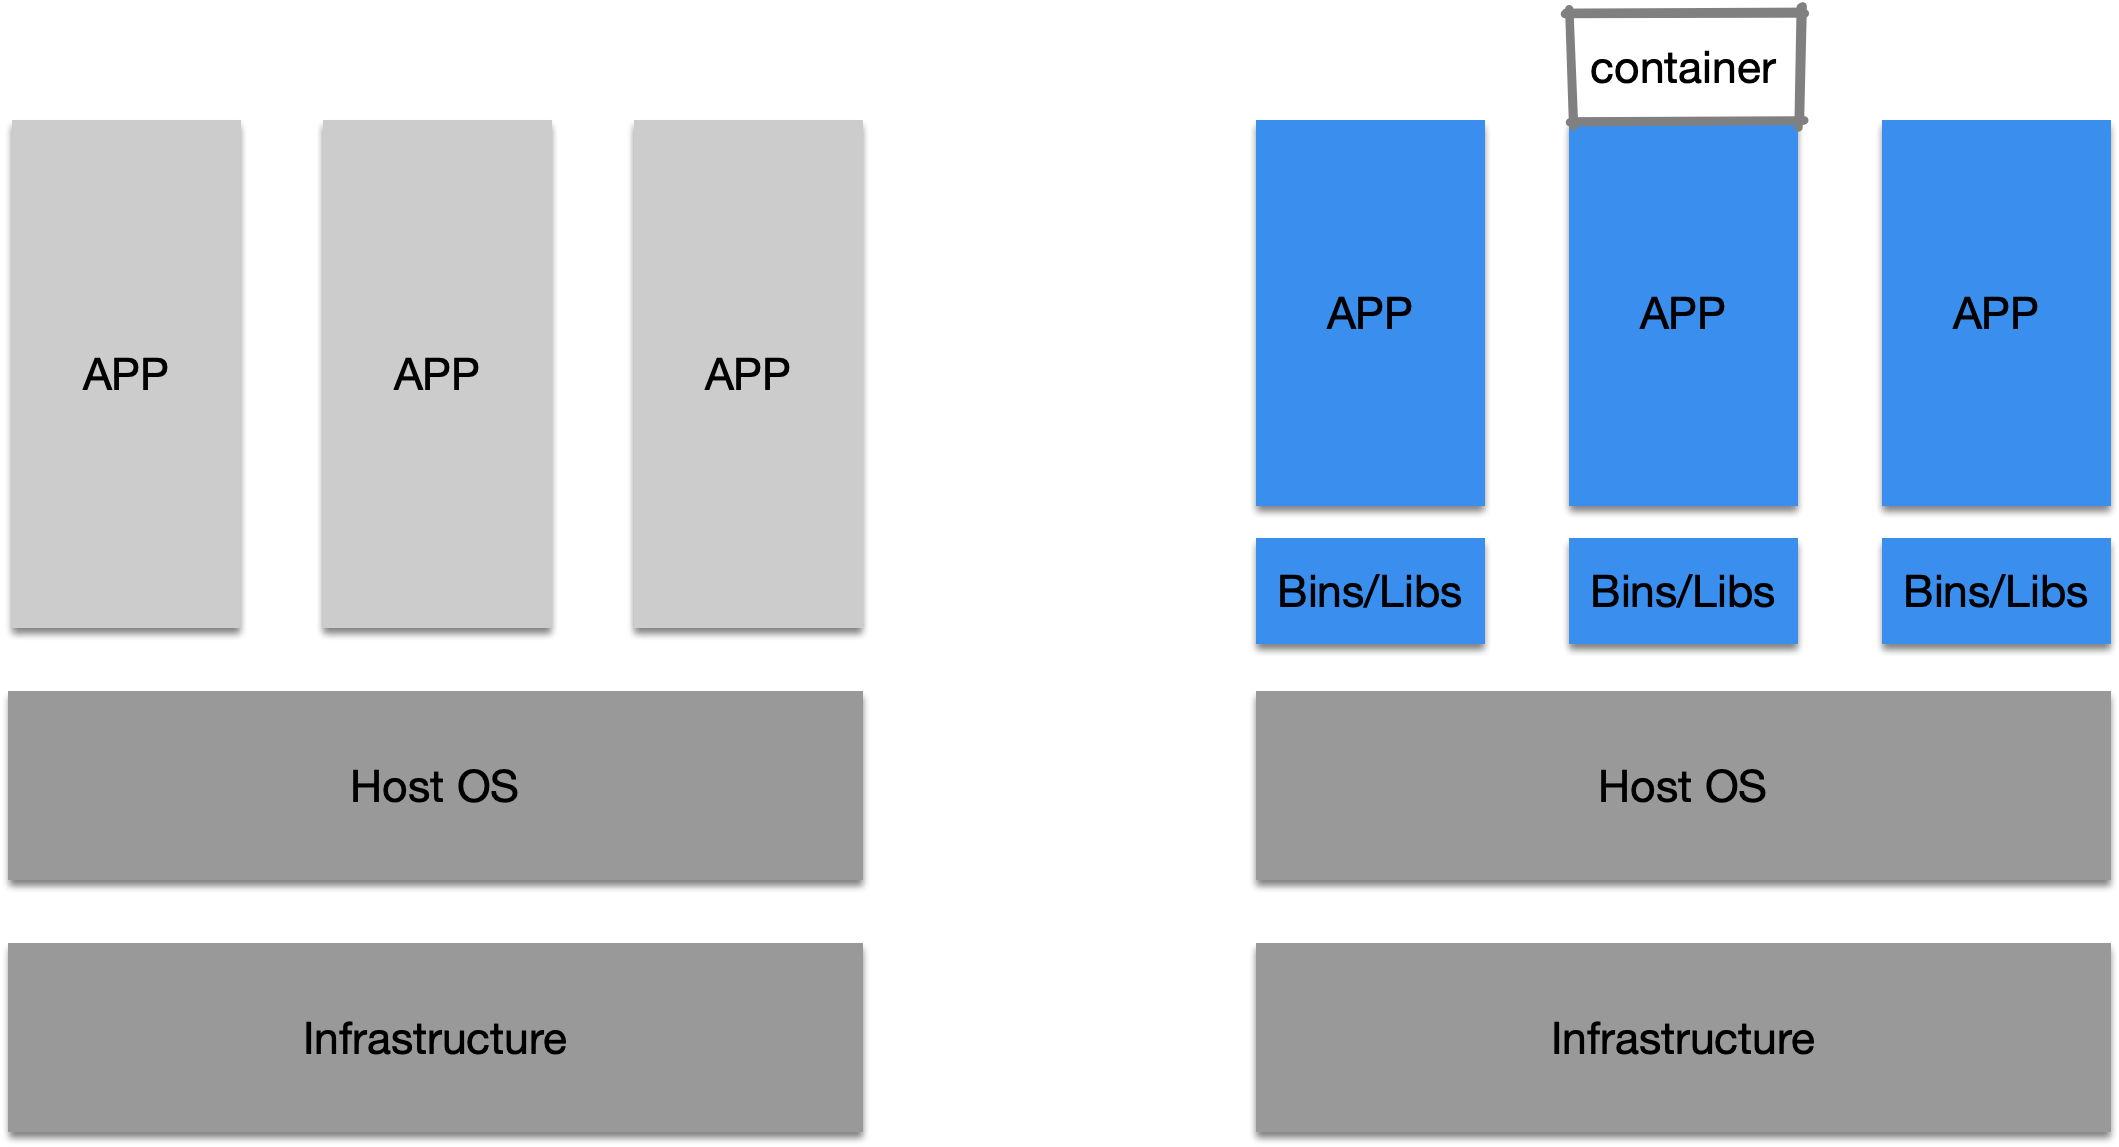 container
APP
APP
APP
APP
APP
APP
Bins/Libs
Bins/Libs
Bins/Libs
Host OS
Host OS
Infrastructure
Infrastructure